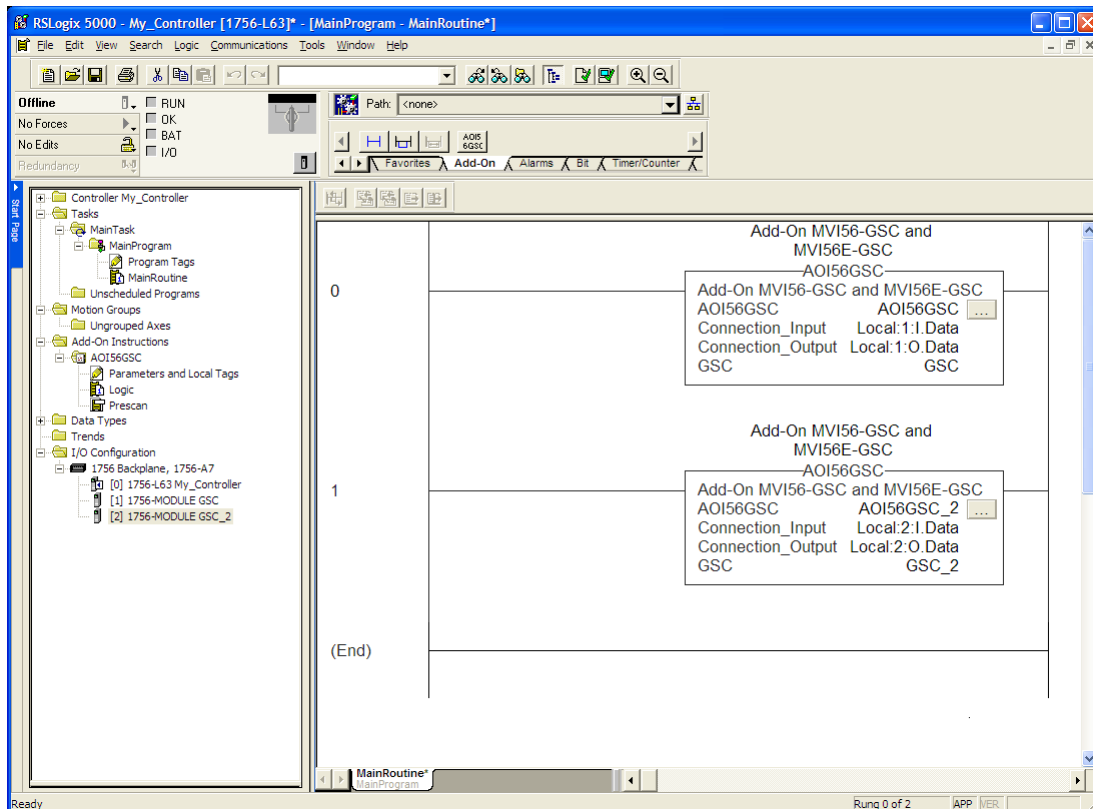 RSLogix 5000 - My_Controller [1756-L63]* - [MainProgram - MainRoutine*]
File Edit View Search Logic Communications Tools Window Help
Offline
RUN
No Forces
OK
No Edits
BAT
Redundancy
I/O
Path: <none>
AOI5
6GSC
Favorites Add-On Alarms Bit Timer/Counter
Start Page
Controller My_Controller
Tasks
MainTask
MainProgram
Program Tags
MainRoutine
Unscheduled Programs
Motion Groups
Ungrouped Axes
Add-On Instructions
AOI56GSC
Parameters and Local Tags
Logic
Prescan
Data Types
Trends
I/O Configuration
1756 Backplane, 1756-A7
[0] 1756-L63 My_Controller
[1] 1756-MODULE GSC
[2] 1756-MODULE GSC_2
0
Add-On MVI56-GSC and
MVI56E-GSC
AOI56GSC
Add-On MVI56-GSC and MVI56E-GSC
AOI56GSC AOI56GSC ...
Connection_Input Local:1:I.Data
Connection_Output Local:1:O.Data
GSC GSC
1
Add-On MVI56-GSC and
MVI56E-GSC
AOI56GSC
Add-On MVI56-GSC and MVI56E-GSC
AOI56GSC AOI56GSC_2 ...
Connection_Input Local:2:I.Data
Connection_Output Local:2:O.Data
GSC GSC_2
(End)
MainRoutine*
MainProgram
Ready
Rung 0 of 2 APP VER